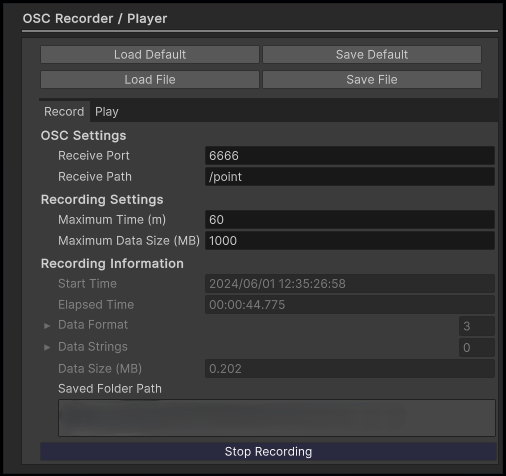 OSC Recorder / Player
Load Default Save Default
Load File Save File
Record Play
OSC Settings
Receive Port 6666
Receive Path /point
Recording Settings
Maximum Time (m) 60
Maximum Data Size (MB) 1000
Recording Information
Start Time 2024/06/01 12:35:26:58
Elapsed Time 00:00:44.775
Data Format 3
Data Strings 0
Data Size (MB) 0.202
Saved Folder Path
Stop Recording